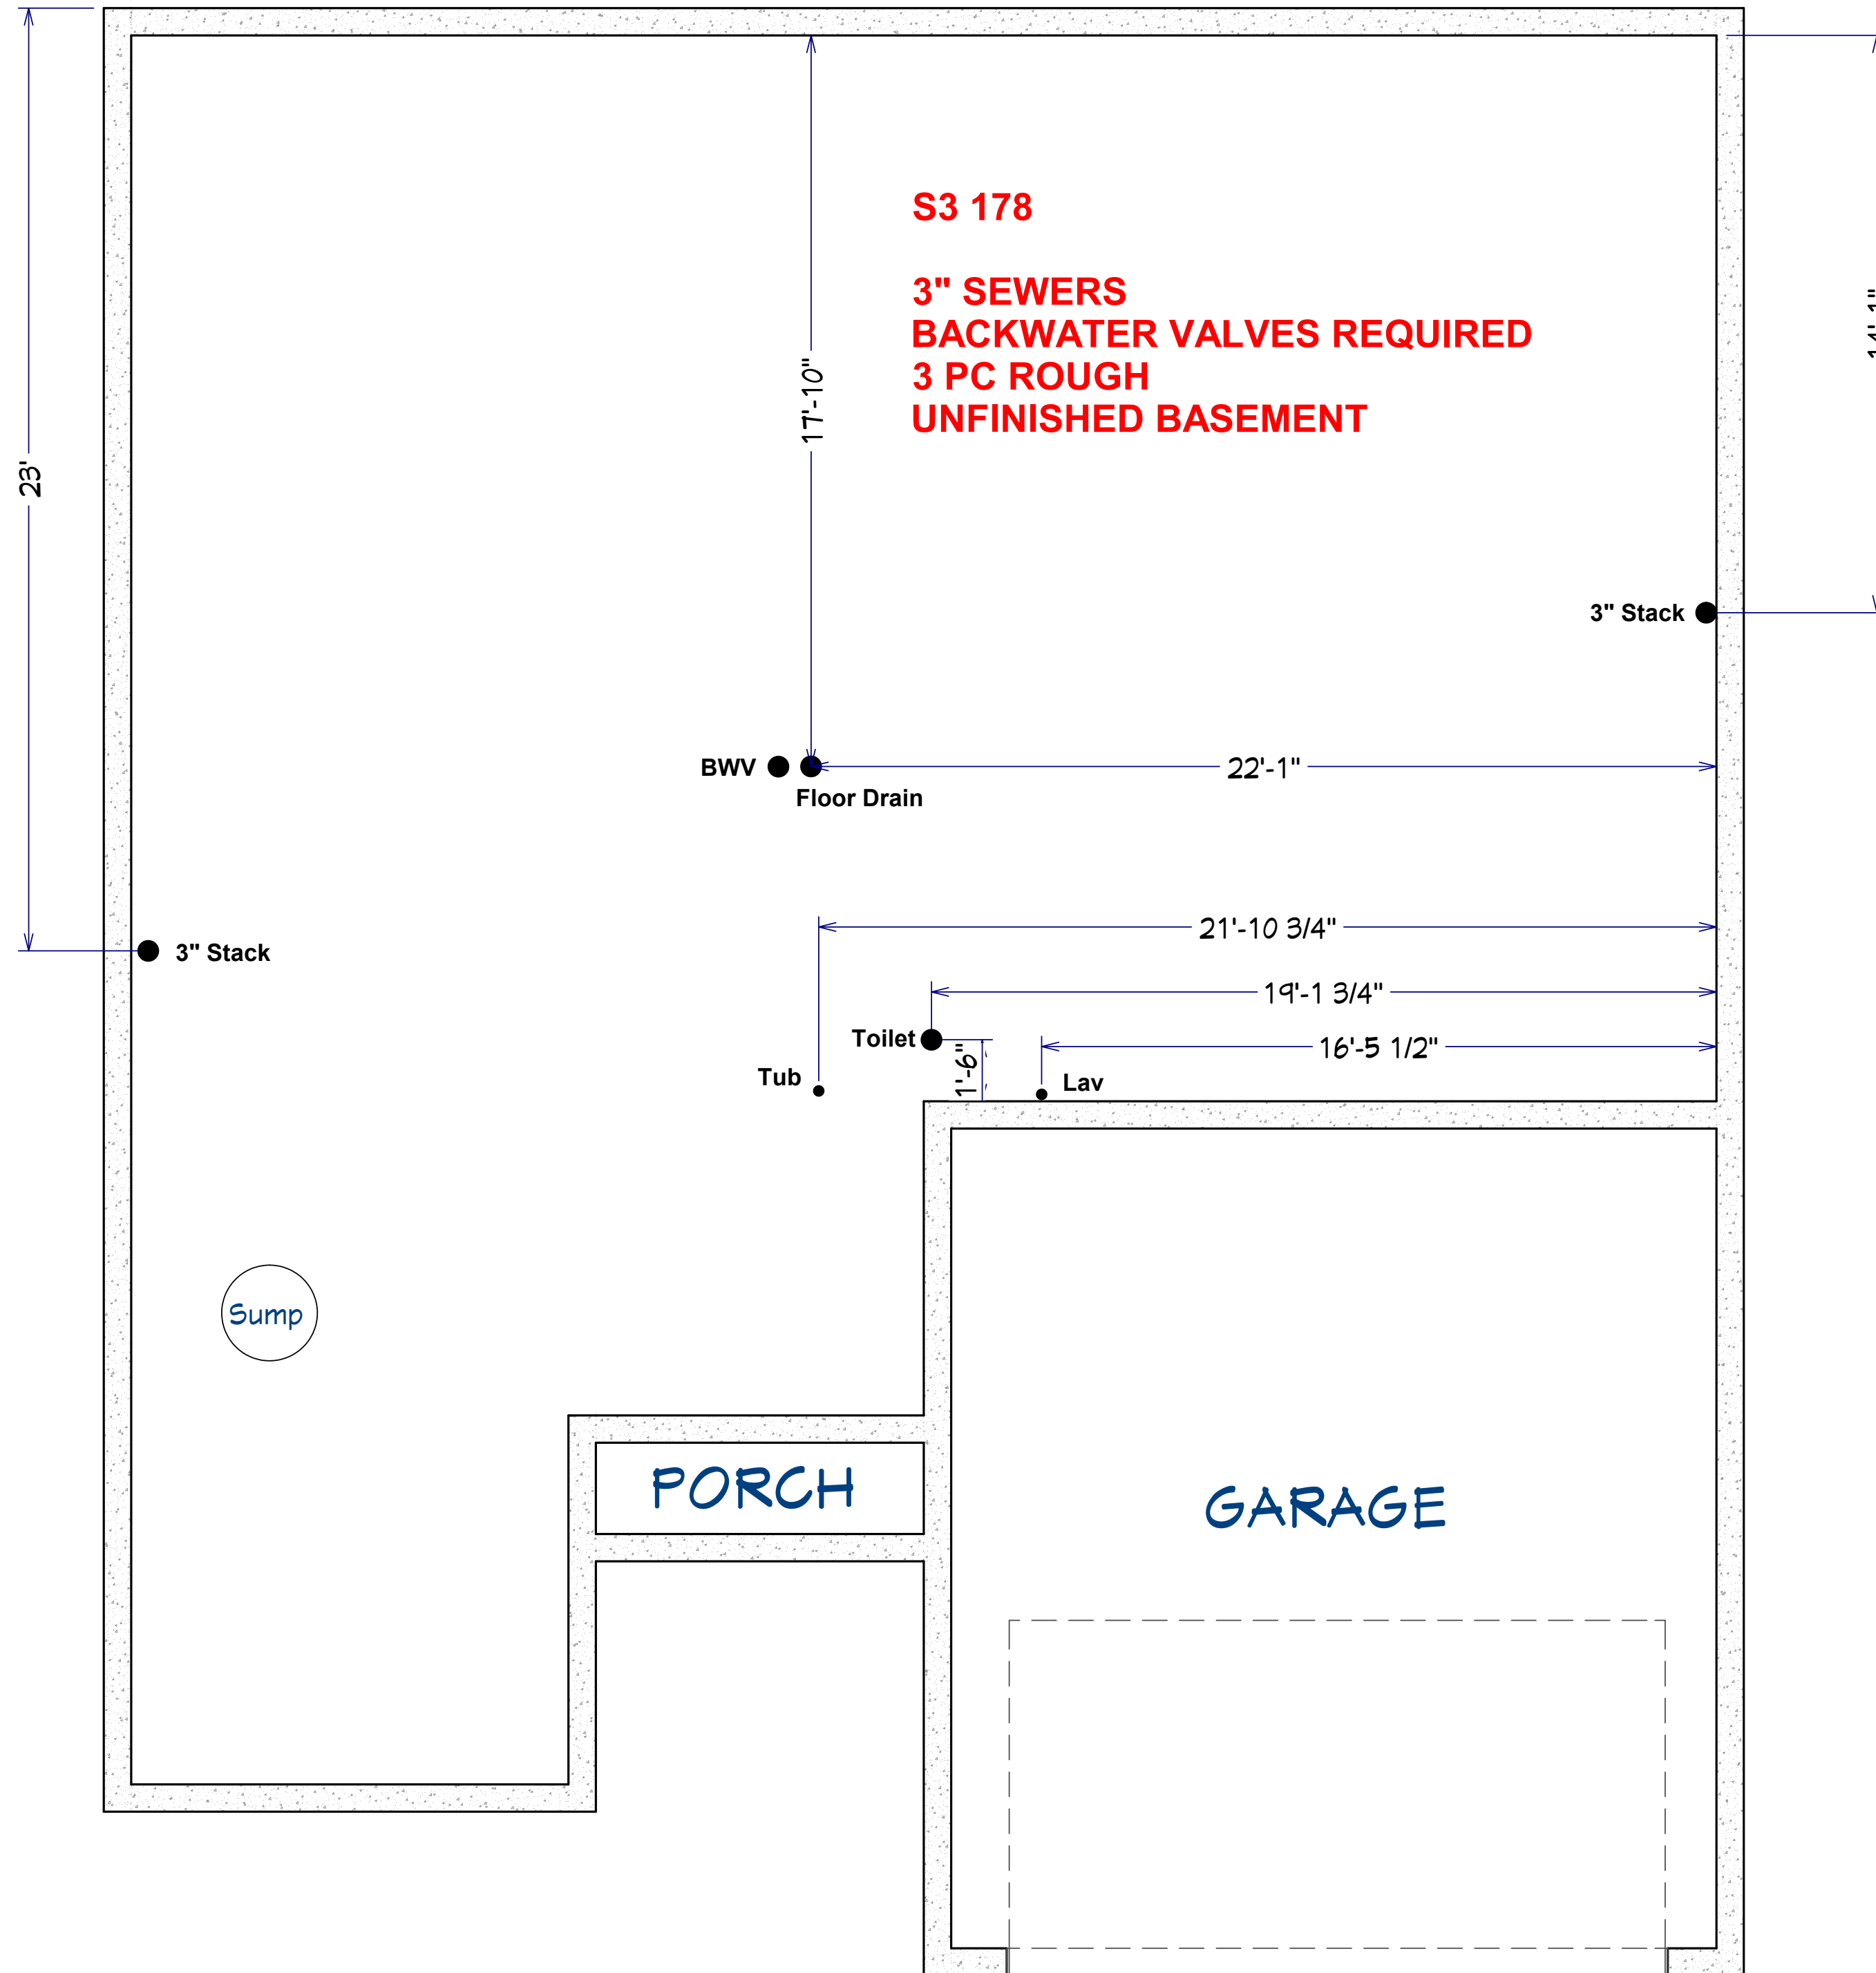 S3 178
3" SEWERS
BACKWATER VALVES REQUIRED
3 PC ROUGH
UNFINISHED BASEMENT
17'-10"
23'
3" Stack
BWV
22'-1"
Floor Drain
21'-10 3/4"
3" Stack
19'-1 3/4"
Toilet
16'-5 1/2"
1'-6"
Tub
Lav
Sump
PORCH
GARAGE